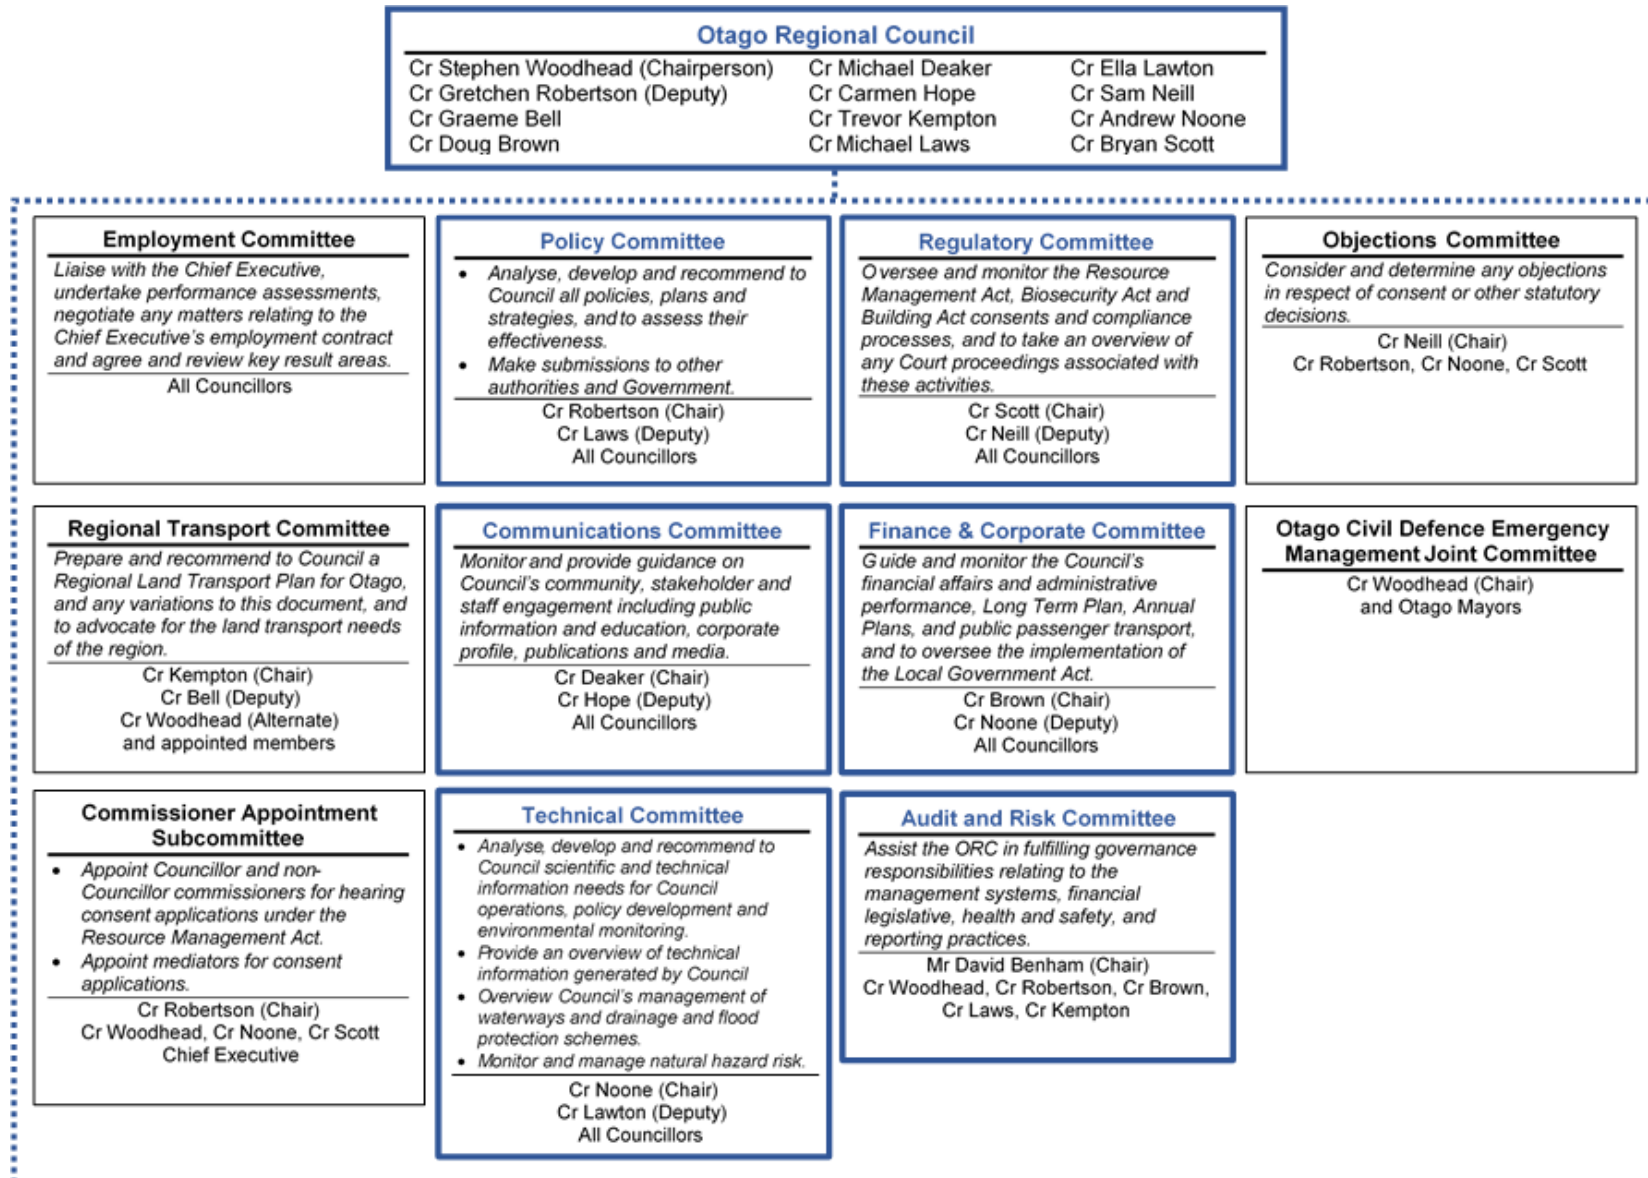 Otago Regional Council
Cr Stephen Woodhead (Chairperson)
Cr Gretchen Robertson (Deputy)
Cr Graeme Bell
Cr Doug Brown
Cr Michael Deaker
Cr Carmen Hope
Cr Trevor Kempton
Cr Michael Laws
Cr Ella Lawton
Cr Sam Neill
Cr Andrew Noone
Cr Bryan Scott
Employment Committee
Liaise with the Chief Executive,
undertake performance assessments,
negotiate any matters relating to the
Chief Executive's employment contract
and agree and review key result areas.
All Councillors
Policy Committee
• Analyse, develop and recommend to
Council all policies, plans and
strategies, and to assess their
effectiveness.
• Make submissions to other
authorities and Government.
Cr Robertson (Chair)
Cr Laws (Deputy)
All Councillors
Regulatory Committee
Oversee and monitor the Resource
Management Act, Biosecurity Act and
Building Act consents and compliance
processes, and to take an overview of
any Court proceedings associated with
these activities.
Cr Scott (Chair)
Cr Neill (Deputy)
All Councillors
Objections Committee
Consider and determine any objections
in respect of consent or other statutory
decisions.
Cr Neill (Chair)
Cr Robertson, Cr Noone, Cr Scott
Regional Transport Committee
Prepare and recommend to Council a
Regional Land Transport Plan for Otago,
and any variations to this document, and
to advocate for the land transport needs
of the region.
Cr Kempton (Chair)
Cr Bell (Deputy)
Cr Woodhead (Alternate)
and appointed members
Communications Committee
Monitor and provide guidance on
Council's community, stakeholder and
staff engagement including public
information and education, corporate
profile, publications and media.
Cr Deaker (Chair)
Cr Hope (Deputy)
All Councillors
Finance & Corporate Committee
Guide and monitor the Council's
financial affairs and administrative
performance, Long Term Plan, Annual
Plans, and public passenger transport,
and to oversee the implementation of
the Local Government Act.
Cr Brown (Chair)
Cr Noone (Deputy)
All Councillors
Otago Civil Defence Emergency
Management Joint Committee
Cr Woodhead (Chair)
and Otago Mayors
Commissioner Appointment
Subcommittee
• Appoint Councillor and non-
Councillor commissioners for hearing
consent applications under the
Resource Management Act.
• Appoint mediators for consent
applications.
Cr Robertson (Chair)
Cr Woodhead, Cr Noone, Cr Scott
Chief Executive
Technical Committee
• Analyse, develop and recommend to
Council scientific and technical
information needs for Council
operations, policy development and
environmental monitoring.
• Provide an overview of technical
information generated by Council
• Overview Council's management of
waterways and drainage and flood
protection schemes.
• Monitor and manage natural hazard risk.
Cr Noone (Chair)
Cr Lawton (Deputy)
All Councillors
Audit and Risk Committee
Assist the ORC in fulfilling governance
responsibilities relating to the
management systems, financial
legislative, health and safety, and
reporting practices.
Mr David Benham (Chair)
Cr Woodhead, Cr Robertson, Cr Brown,
Cr Laws, Cr Kempton